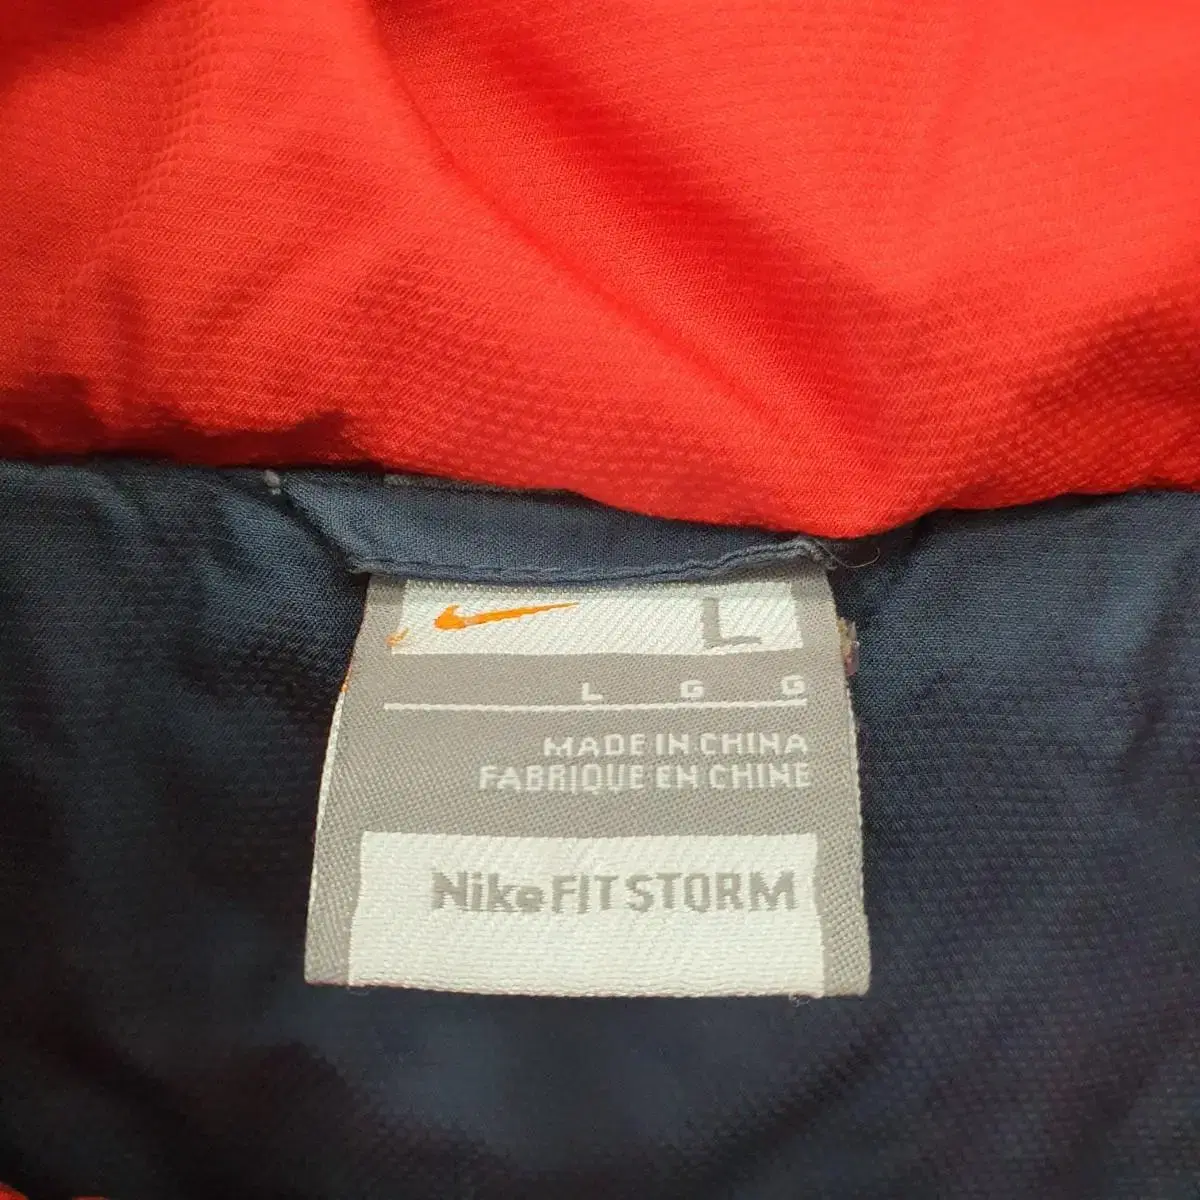 L
L G G
MADE IN CHINA
FABRIQUE EN CHINE
Nike FIT STORM